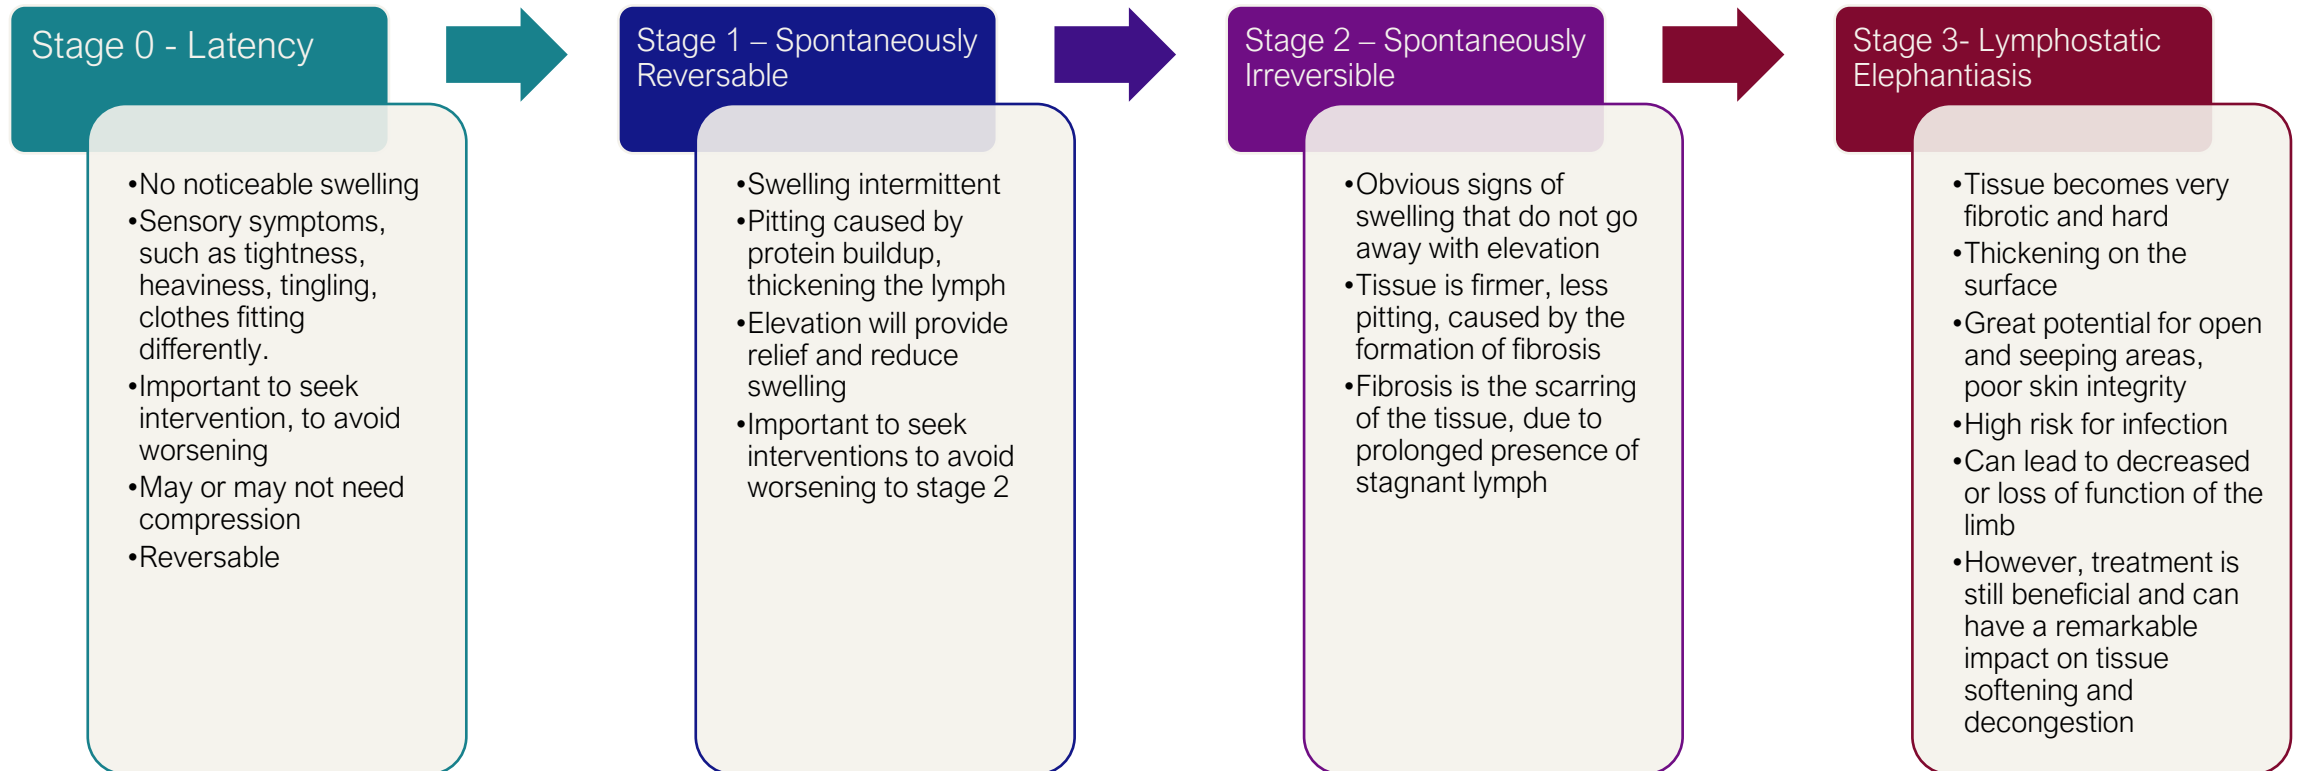 Stage 0 - Latency
•No noticeable swelling
•Sensory symptoms,
such as tightness,
heaviness, tingling,
clothes fitting
differently.
•Important to seek
intervention, to avoid
worsening
•May or may not need
compression
•Reversable
Stage 1 – Spontaneously
Reversable
•Swelling intermittent
•Pitting caused by
protein buildup,
thickening the lymph
•Elevation will provide
relief and reduce
swelling
•Important to seek
interventions to avoid
worsening to stage 2
Stage 2 – Spontaneously
Irreversible
•Obvious signs of
swelling that do not go
away with elevation
•Tissue is firmer, less
pitting, caused by the
formation of fibrosis
•Fibrosis is the scarring
of the tissue, due to
prolonged presence of
stagnant lymph
Stage 3- Lymphostatic
Elephantiasis
•Tissue becomes very
fibrotic and hard
•Thickening on the
surface
•Great potential for open
and seeping areas,
poor skin integrity
•High risk for infection
•Can lead to decreased
or loss of function of the
limb
•However, treatment is
still beneficial and can
have a remarkable
impact on tissue
softening and
decongestion